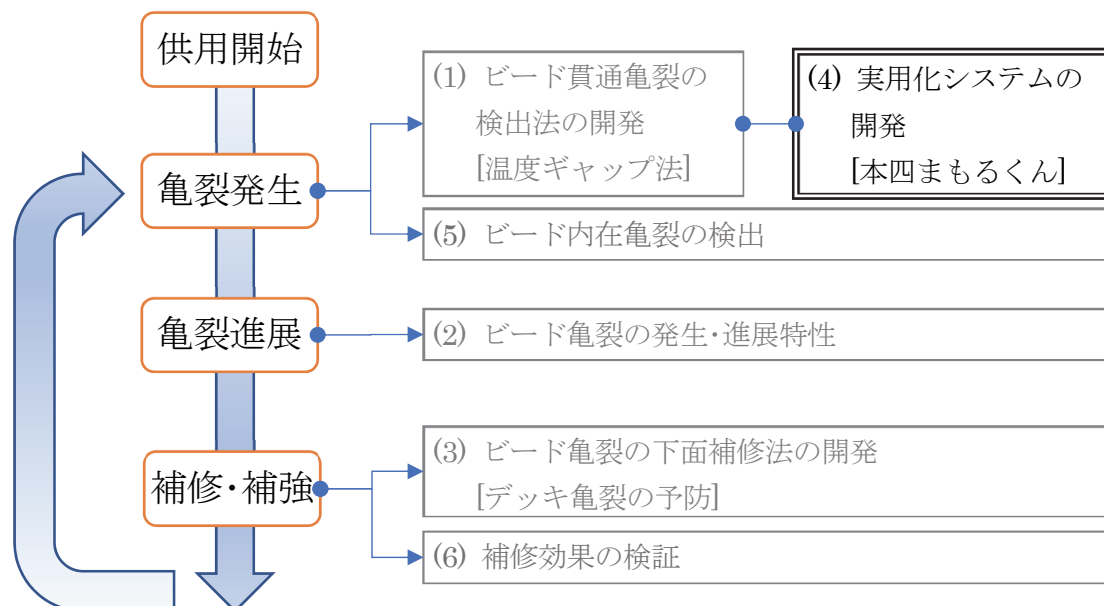 供用開始
(1) ビード貫通亀裂の
検出法の開発
[温度ギャップ法]
(4) 実用化システムの
開発
[本四まもるくん]
亀裂発生
(5) ビード内在亀裂の検出
亀裂進展
(2) ビード亀裂の発生･進展特性
補修･補強
(3) ビード亀裂の下面補修法の開発
[デッキ亀裂の予防]
(6) 補修効果の検証